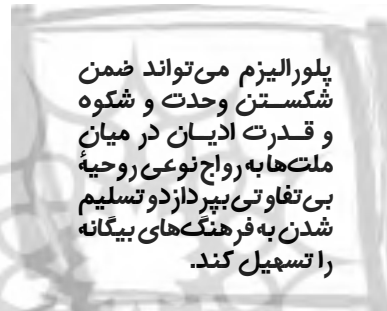 پلورالیزم می‌تواند ضمن
شکستن وحدت و شکوه
و قدرت ادیان در میان
ملت‌ها به رواج نوعی روحیهٔ
بی‌تفاوتی بپردازد و تسلیم
شدن به فرهنگ‌های بیگانه
را تسهیل کند.